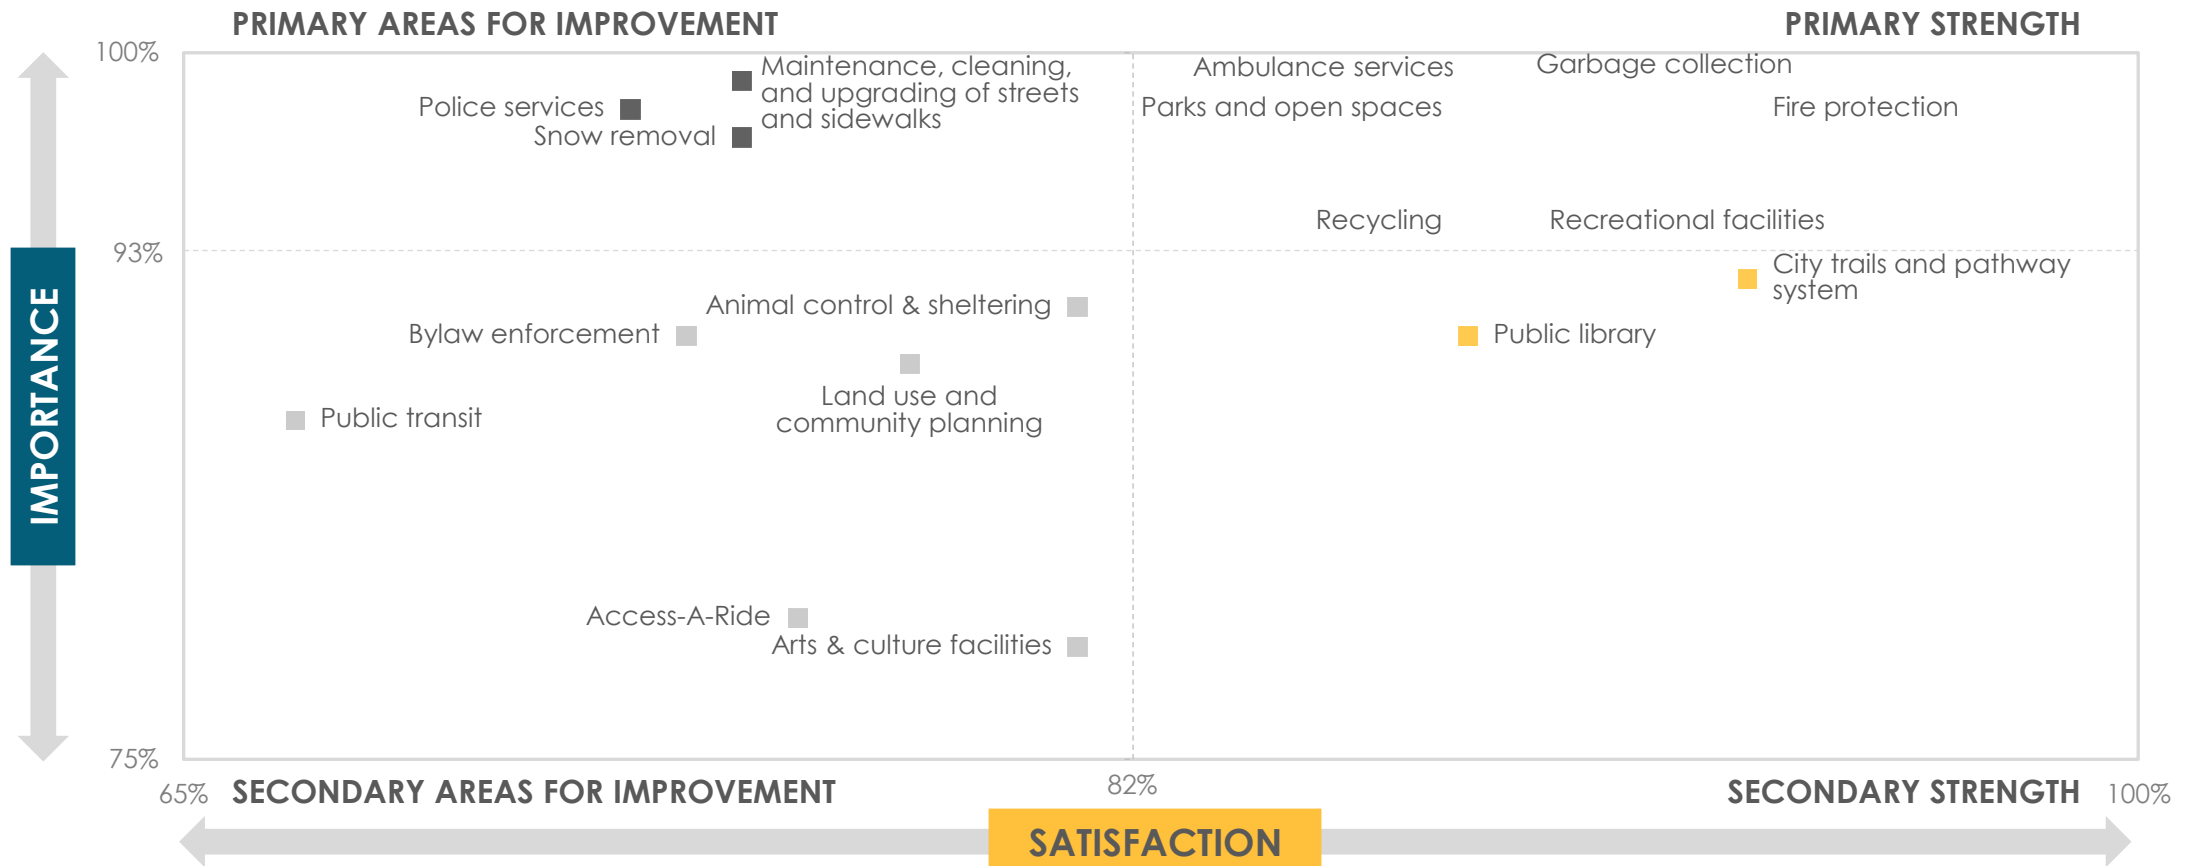 PRIMARY AREAS FOR IMPROVEMENT
PRIMARY STRENGTH
100%
Maintenance, cleaning,
and upgrading of streets
and sidewalks
Ambulance services
Garbage collection
Police services
Parks and open spaces
Fire protection
Snow removal
Recycling
Recreational facilities
93%
City trails and pathway
system
Animal control & sheltering
Bylaw enforcement
Public library
Land use and
community planning
Public transit
IMPORTANCE
Access-A-Ride
Arts & culture facilities
75%
65%
SECONDARY AREAS FOR IMPROVEMENT
82%
SECONDARY STRENGTH
100%
SATISFACTION